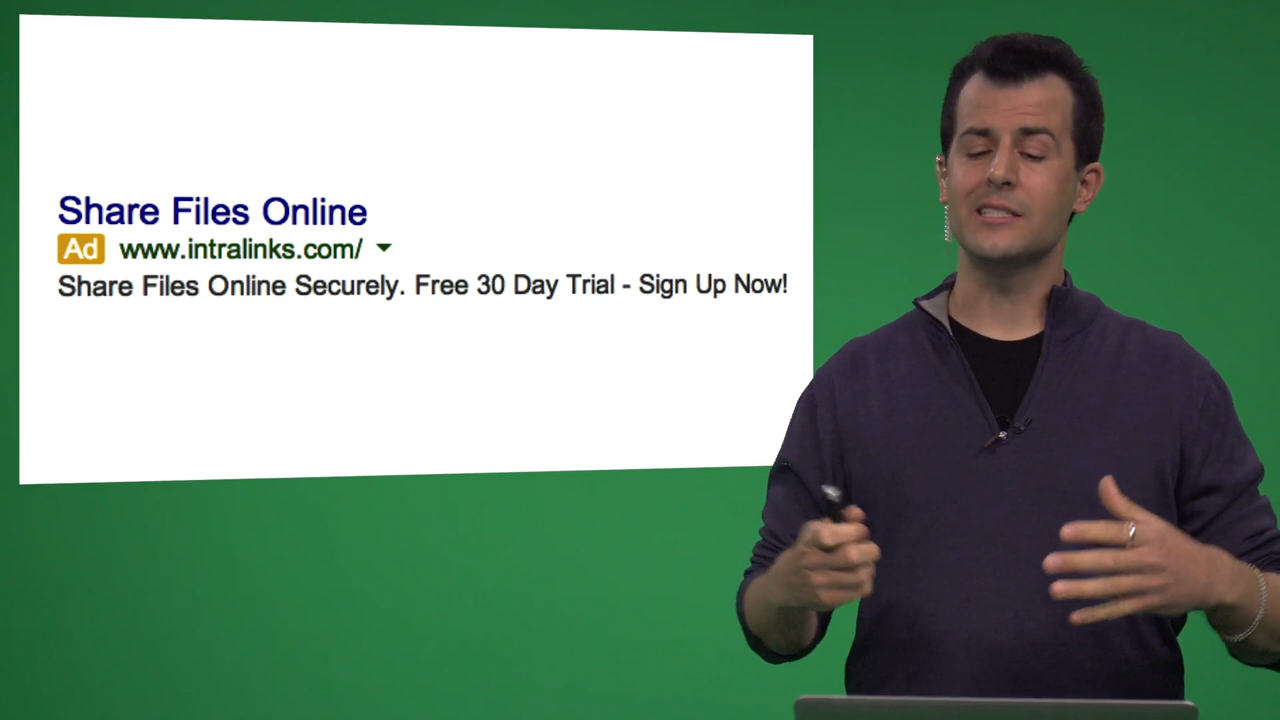 Share Files Online
Ad www.intralinks.com/
Share Files Online Securely. Free 30 Day Trial - Sign Up Now!